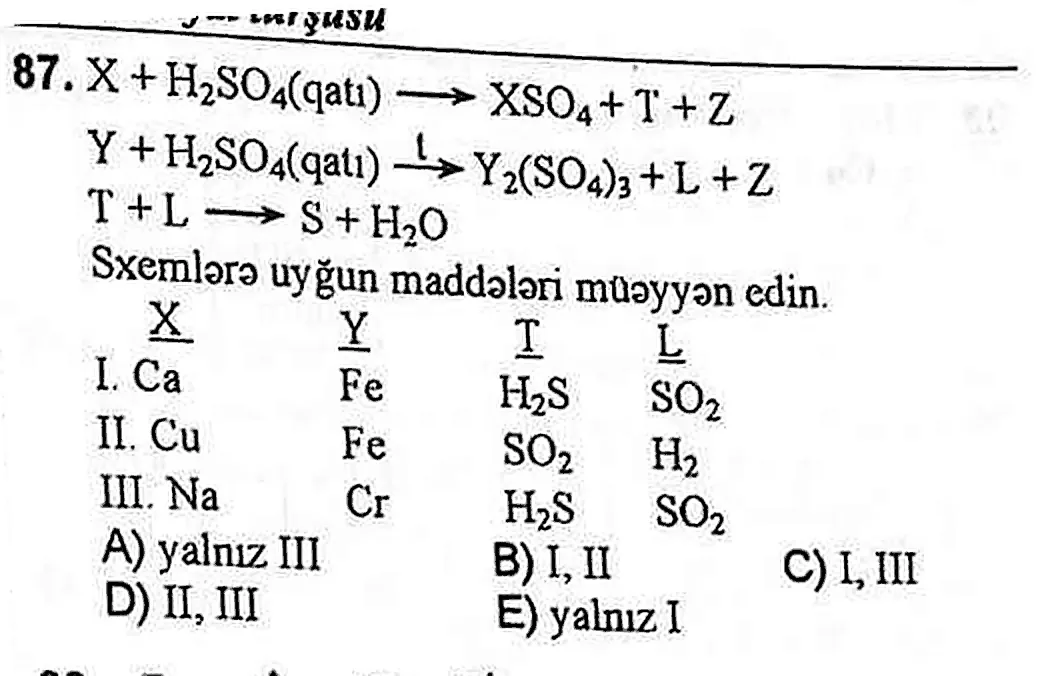 87. X + H₂SO₄(qatı) ⟶ XSO₄ + T + Z
Y + H₂SO₄(qatı) —t→ Y₂(SO₄)₃ + L + Z
T + L ⟶ S + H₂O
Sxemlərə uyğun maddələri müəyyən edin.
X Y T L
I. Ca Fe H₂S SO₂
II. Cu Fe SO₂ H₂
III. Na Cr H₂S SO₂
A) yalnız III B) I, II C) I, III
D) II, III E) yalnız I